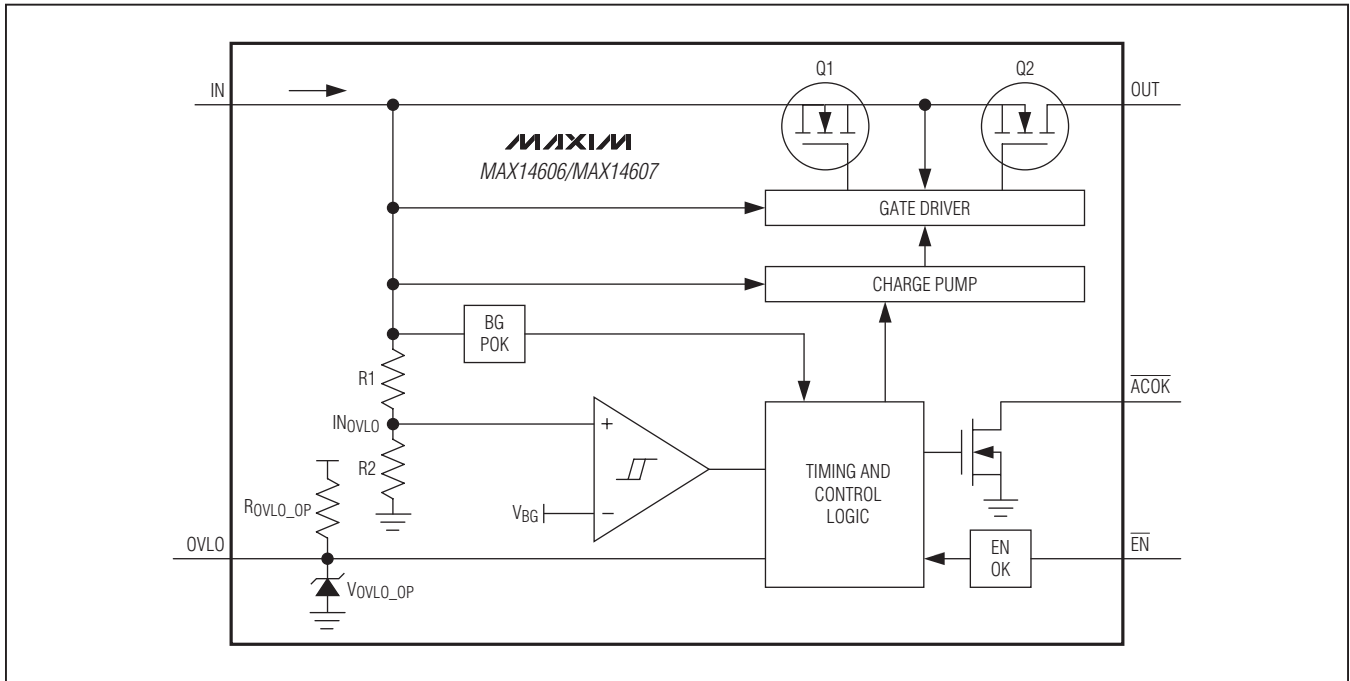 Q1
Q2
IN
OUT
MAXIM
MAX14606/MAX14607
GATE DRIVER
CHARGE PUMP
BG
POK
R1
ACOK
INOVLO
+
R2
TIMING AND
CONTROL
LOGIC
ROVLO_OP
VBG
−
OVLO
EN
OK
EN
VOVLO_OP